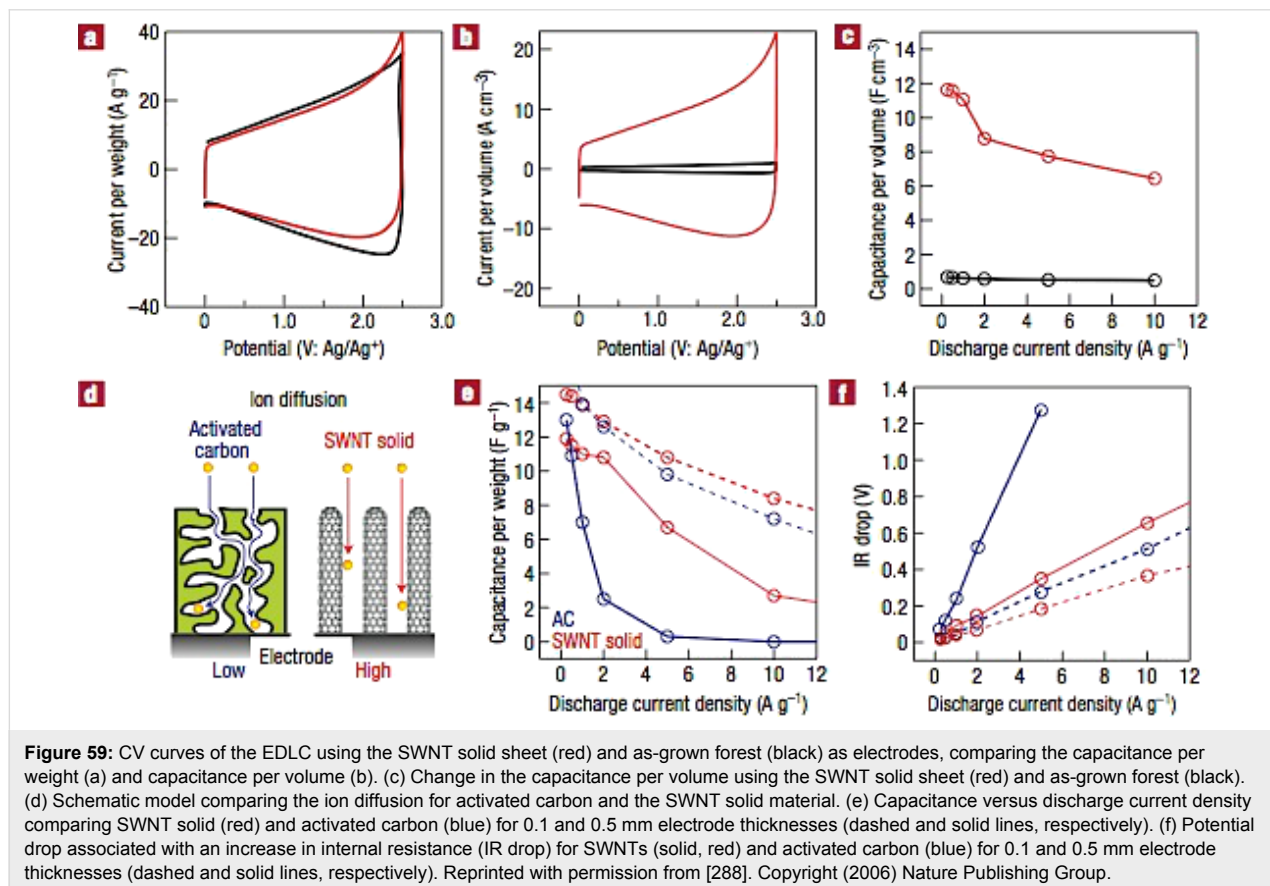 a
40
20
0
−20
−40
Current per weight (A g⁻¹)
0 1.0 2.0 3.0
Potential (V: Ag/Ag⁺)
b
20
10
0
−10
−20
Current per volume (A cm⁻³)
0 1.0 2.0 3.0
Potential (V: Ag/Ag⁺)
c
14
12
10
8
6
4
2
0
Capacitance per volume (F cm⁻³)
0 2 4 6 8 10 12
Discharge current density (A g⁻¹)
d
Ion diffusion
Activated
carbon
SWNT solid
Electrode
Low
High
e
14
12
10
8
6
4
2
0
Capacitance per weight (F g⁻¹)
AC
SWNT solid
0 2 4 6 8 10 12
Discharge current density (A g⁻¹)
f
1.4
1.2
1.0
0.8
0.6
0.4
0.2
0
IR drop (V)
0 2 4 6 8 10 12
Discharge current density (A g⁻¹)
Figure 59: CV curves of the EDLC using the SWNT solid sheet (red) and as-grown forest (black) as electrodes, comparing the capacitance per
weight (a) and capacitance per volume (b). (c) Change in the capacitance per volume using the SWNT solid sheet (red) and as-grown forest (black).
(d) Schematic model comparing the ion diffusion for activated carbon and the SWNT solid material. (e) Capacitance versus discharge current density
comparing SWNT solid (red) and activated carbon (blue) for 0.1 and 0.5 mm electrode thicknesses (dashed and solid lines, respectively). (f) Potential
drop associated with an increase in internal resistance (IR drop) for SWNTs (solid, red) and activated carbon (blue) for 0.1 and 0.5 mm electrode
thicknesses (dashed and solid lines, respectively). Reprinted with permission from [288]. Copyright (2006) Nature Publishing Group.